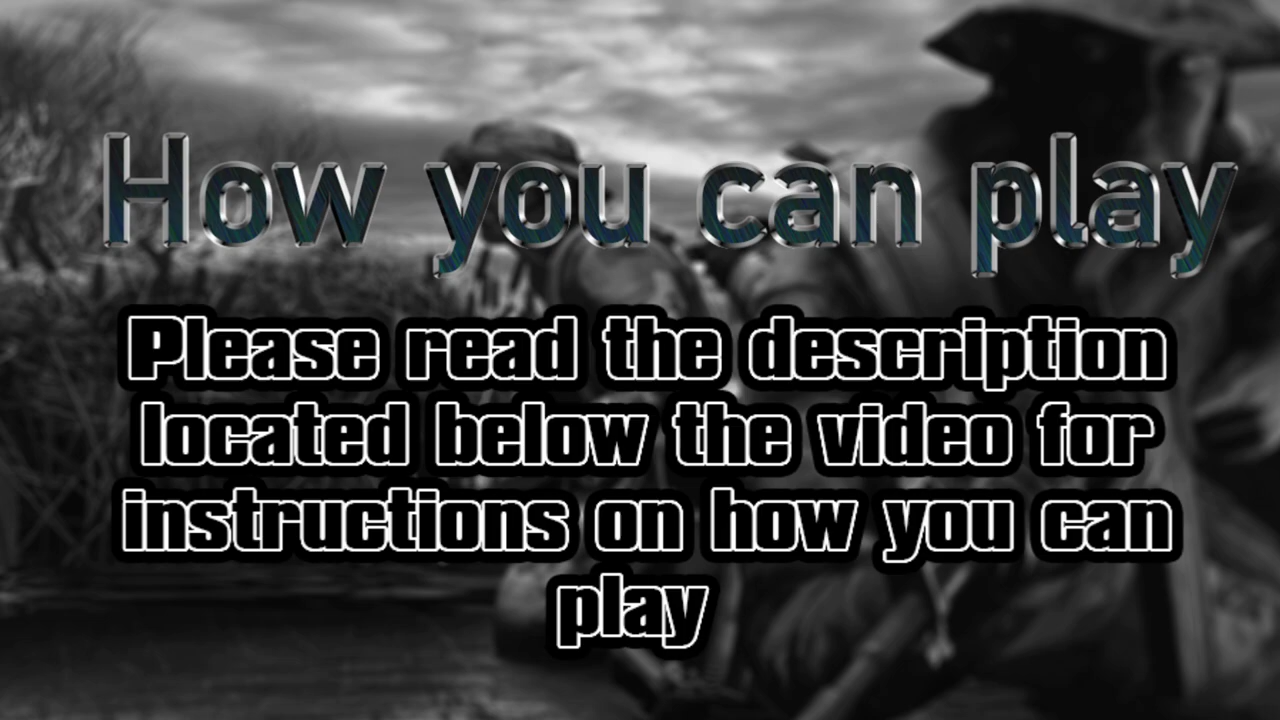 How you can play
Please read the description
located below the video for
instructions on how you can
play